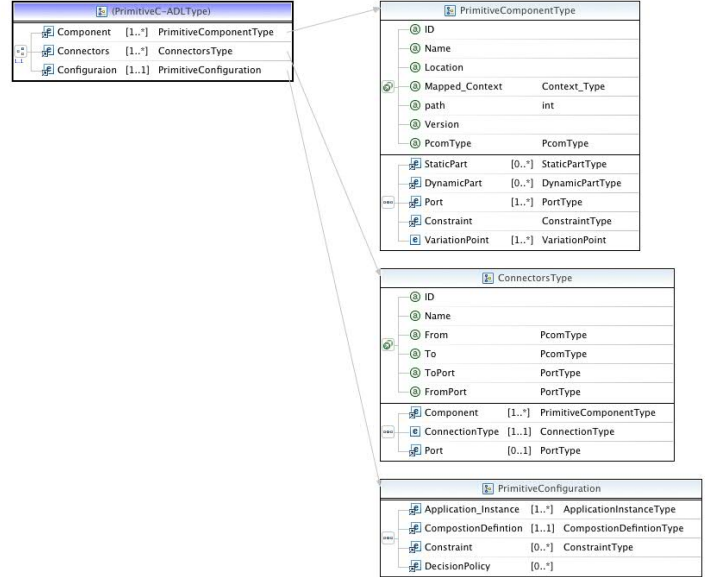 (PrimitiveC-ADLType)
Component [1..*] PrimitiveComponentType
Connectors [1..*] ConnectorsType
Configuraion [1..1] PrimitiveConfiguration
1..1
PrimitiveComponentType
ID
Name
Location
Mapped_Context Context_Type
path int
Version
PcomType PcomType
StaticPart [0..*] StaticPartType
DynamicPart [0..*] DynamicPartType
Port [1..*] PortType
Constraint ConstraintType
VariationPoint [1..*] VariationPoint
ConnectorsType
ID
Name
From PcomType
To PcomType
ToPort PortType
FromPort PortType
Component [1..*] PrimitiveComponentType
ConnectionType [1..1] ConnectionType
Port [0..1] PortType
PrimitiveConfiguration
Application_Instance [1..*] ApplicationInstanceType
CompostionDefintion [1..1] CompostionDefintionType
Constraint [0..*] ConstraintType
DecisionPolicy [0..*]